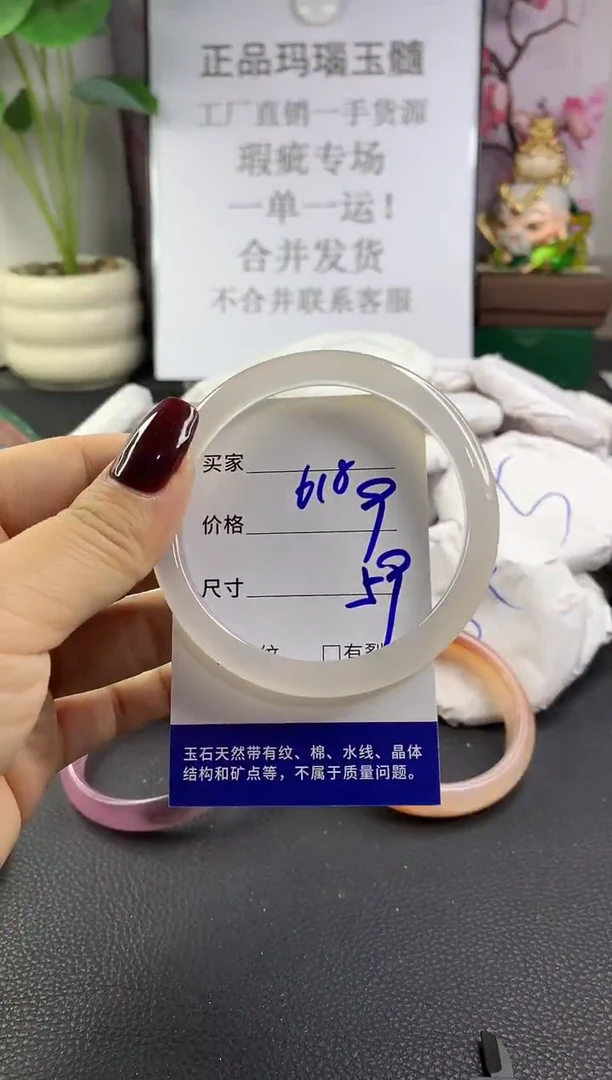 正品玛瑙玉髓
工厂直销一手货源
瑕疵专场
一单一运！
合并发货
不合并联系客服
买家
618
价格
尺寸
纹 □有裂
玉石天然带有纹、棉、水线、晶体
结构和矿点等，不属于质量问题。